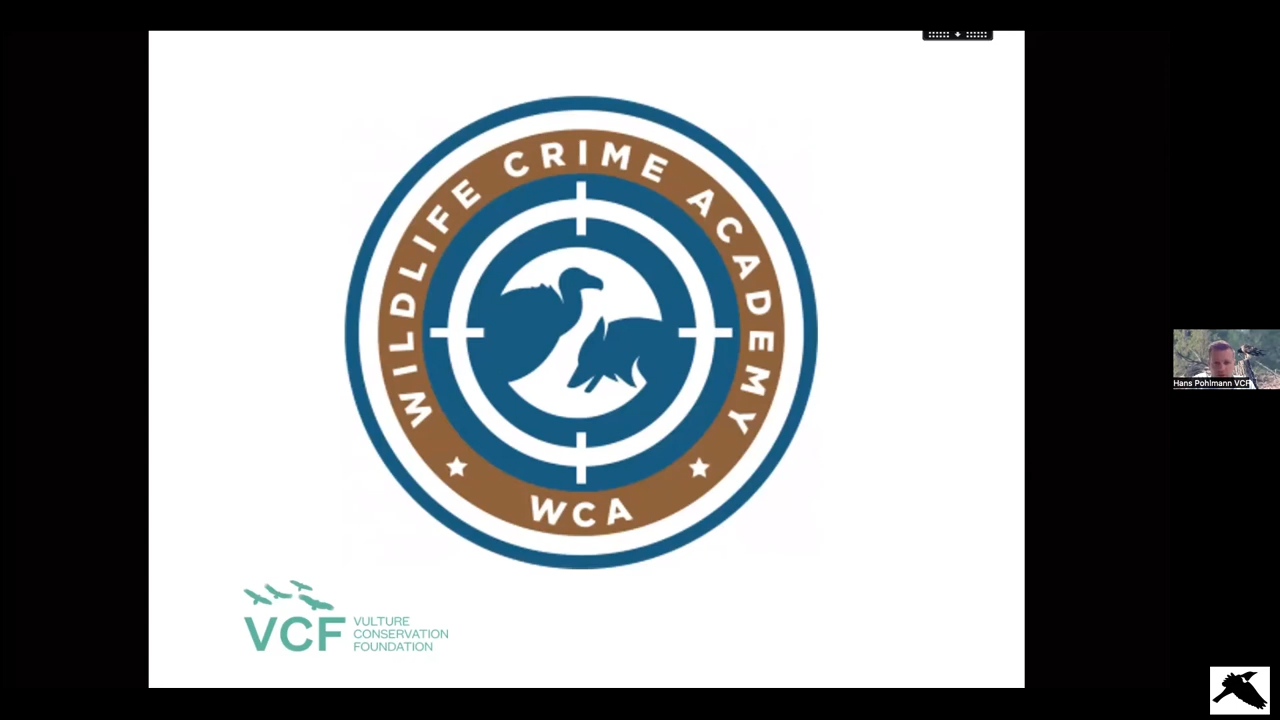 WILDLIFE CRIME ACADEMY
WCA
VCF
VULTURE
CONSERVATION
FOUNDATION
Hans Pohlmann VCF